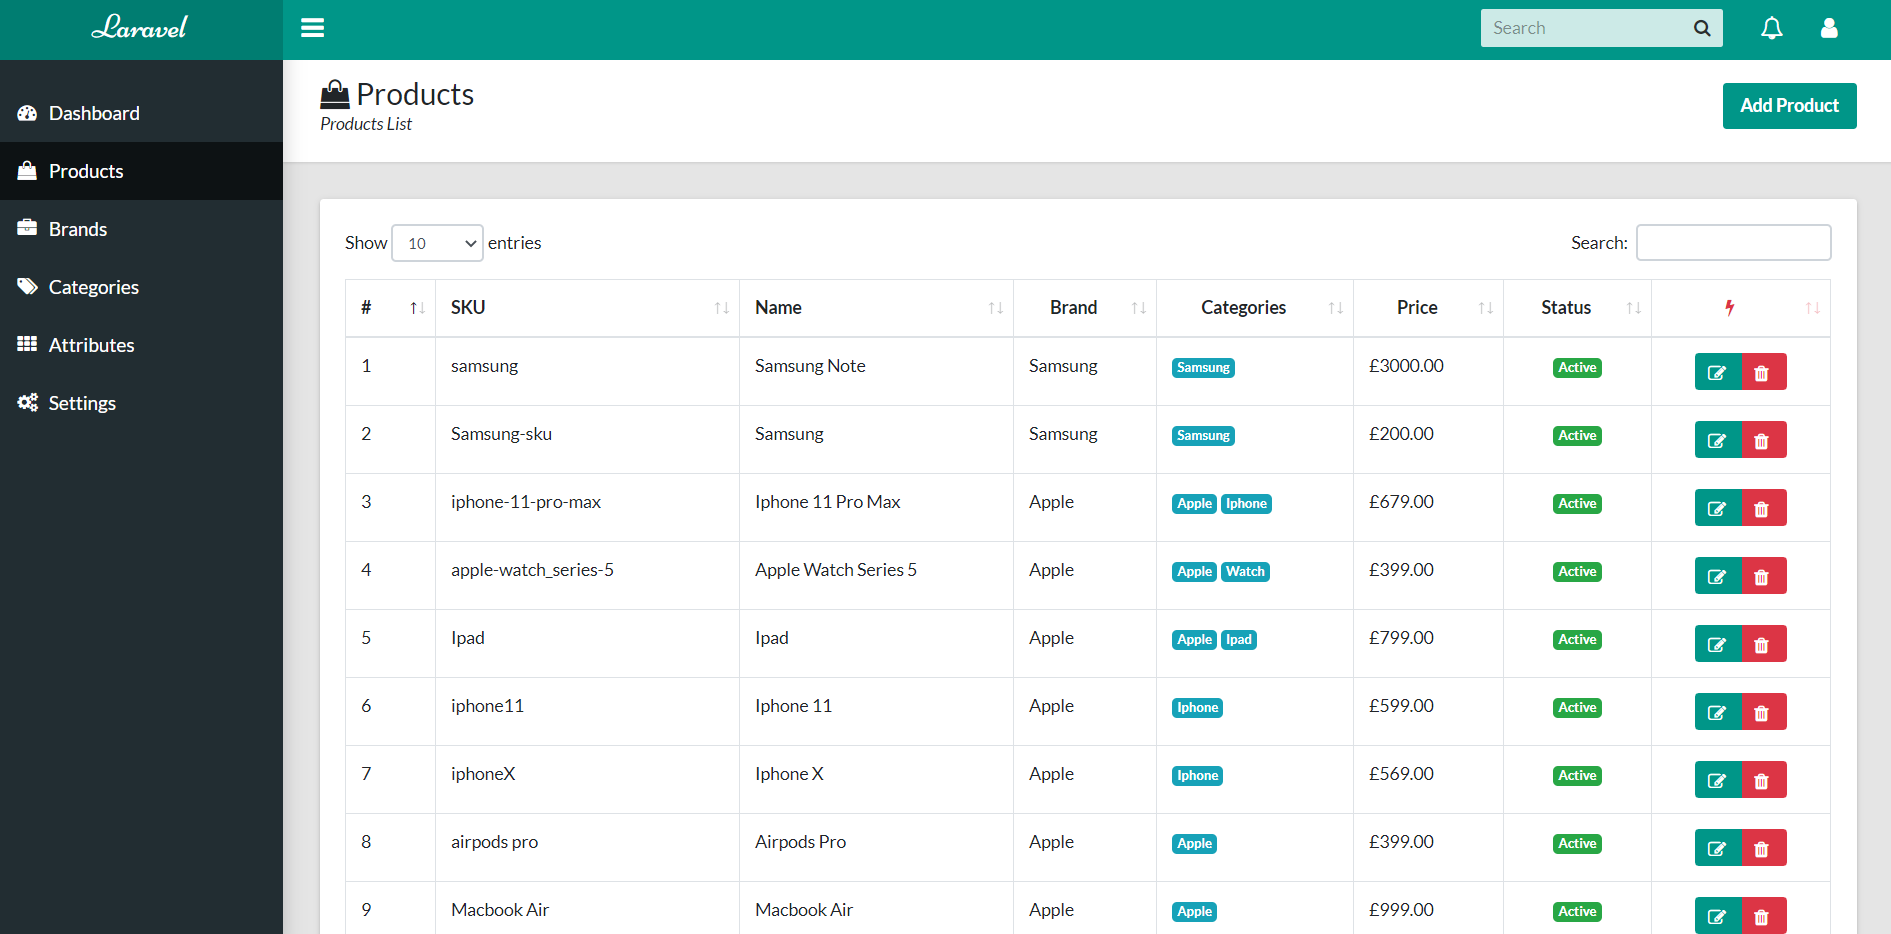 Laravel
Search
Dashboard
Products
Brands
Categories
Attributes
Settings
Products
Products List
Add Product
Show 10 entries
Search:
# SKU Name Brand Categories Price Status
1 samsung Samsung Note Samsung Samsung £3000.00 Active
2 Samsung-sku Samsung Samsung Samsung £200.00 Active
3 iphone-11-pro-max Iphone 11 Pro Max Apple Apple Iphone £679.00 Active
4 apple-watch_series-5 Apple Watch Series 5 Apple Apple Watch £399.00 Active
5 Ipad Ipad Apple Apple Ipad £799.00 Active
6 iphone11 Iphone 11 Apple Iphone £599.00 Active
7 iphoneX Iphone X Apple Iphone £569.00 Active
8 airpods pro Airpods Pro Apple Apple £399.00 Active
9 Macbook Air Macbook Air Apple Apple £999.00 Active